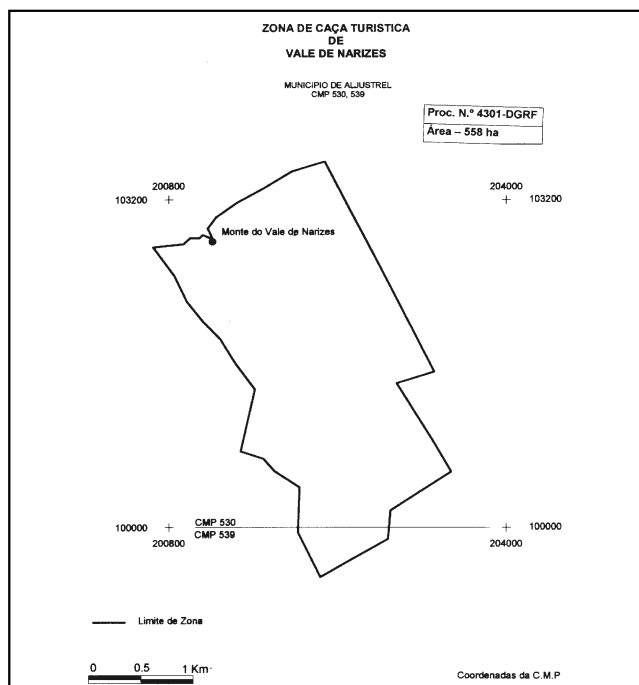 ZONA DE CAÇA TURISTICA
DE
VALE DE NARIZES
MUNICIPIO DE ALJUSTREL
CMP 530, 539
Proc. N.º 4301-DGRF
Área – 558 ha
200800
204000
103200
103200
Monte do Vale de Narizes
CMP 530
100000
100000
CMP 539
200800
204000
Limite de Zona
0 0.5 1 Km
Coordenadas da C.M.P